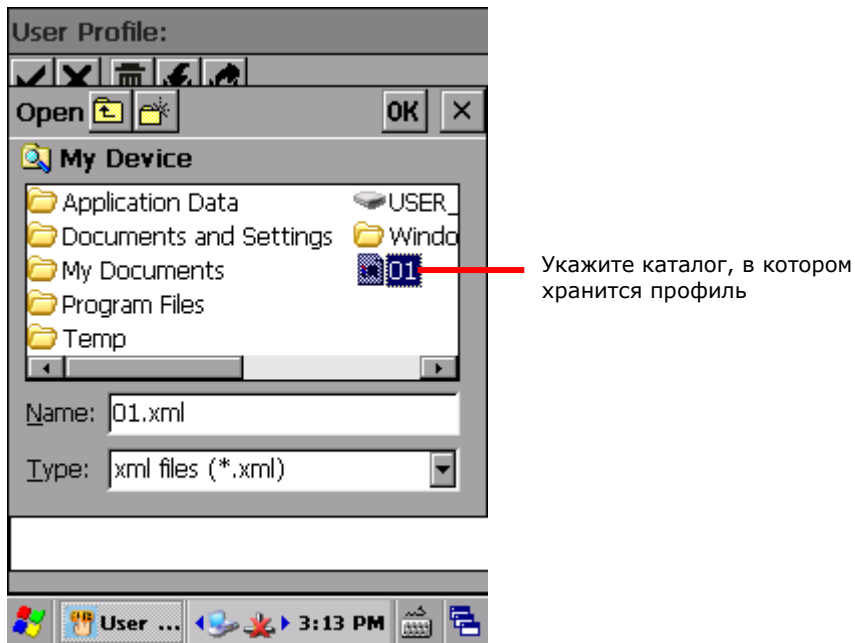 User Profile:
Open OK ×
My Device
Application Data
Documents and Settings
My Documents
Program Files
Temp
USER_
Windo
01
Name: 01.xml
Type: xml files (*.xml)
User ... 3:13 PM
Укажите каталог, в котором
хранится профиль